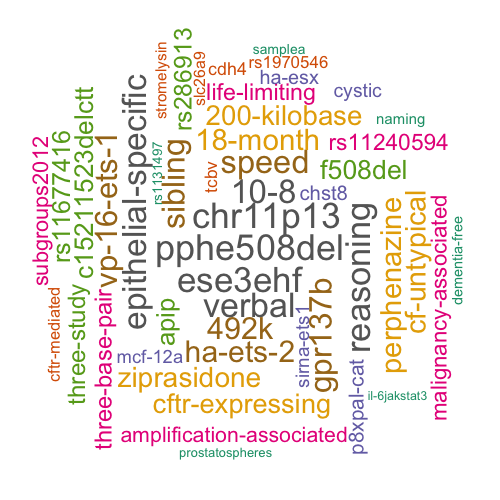 samplea
rs1970546
cdh4
ha-esx
stromelysin
slc26a9
rs286913
life-limiting
cystic
200-kilobase
naming
18-month
rs11240594
epithelial-specific
sibling
speed
f508del
subgroups2012
rs11677416
c15211523delctt
vp-16-ets-1
rs1131497
tcbv
10-8
chst8
chr11p13
pphe508del
reasoning
perphenazine
cf-untypical
malignancy-associated
dementia-free
ese3ehf
verbal
cftr-mediated
three-study
three-base-pair
apip
492k
sirna-ets1
gpr137b
mcf-12a
ha-ets-2
p8xpal-cat
ziprasidone
il-6jakstat3
cftr-expressing
amplification-associated
prostatospheres